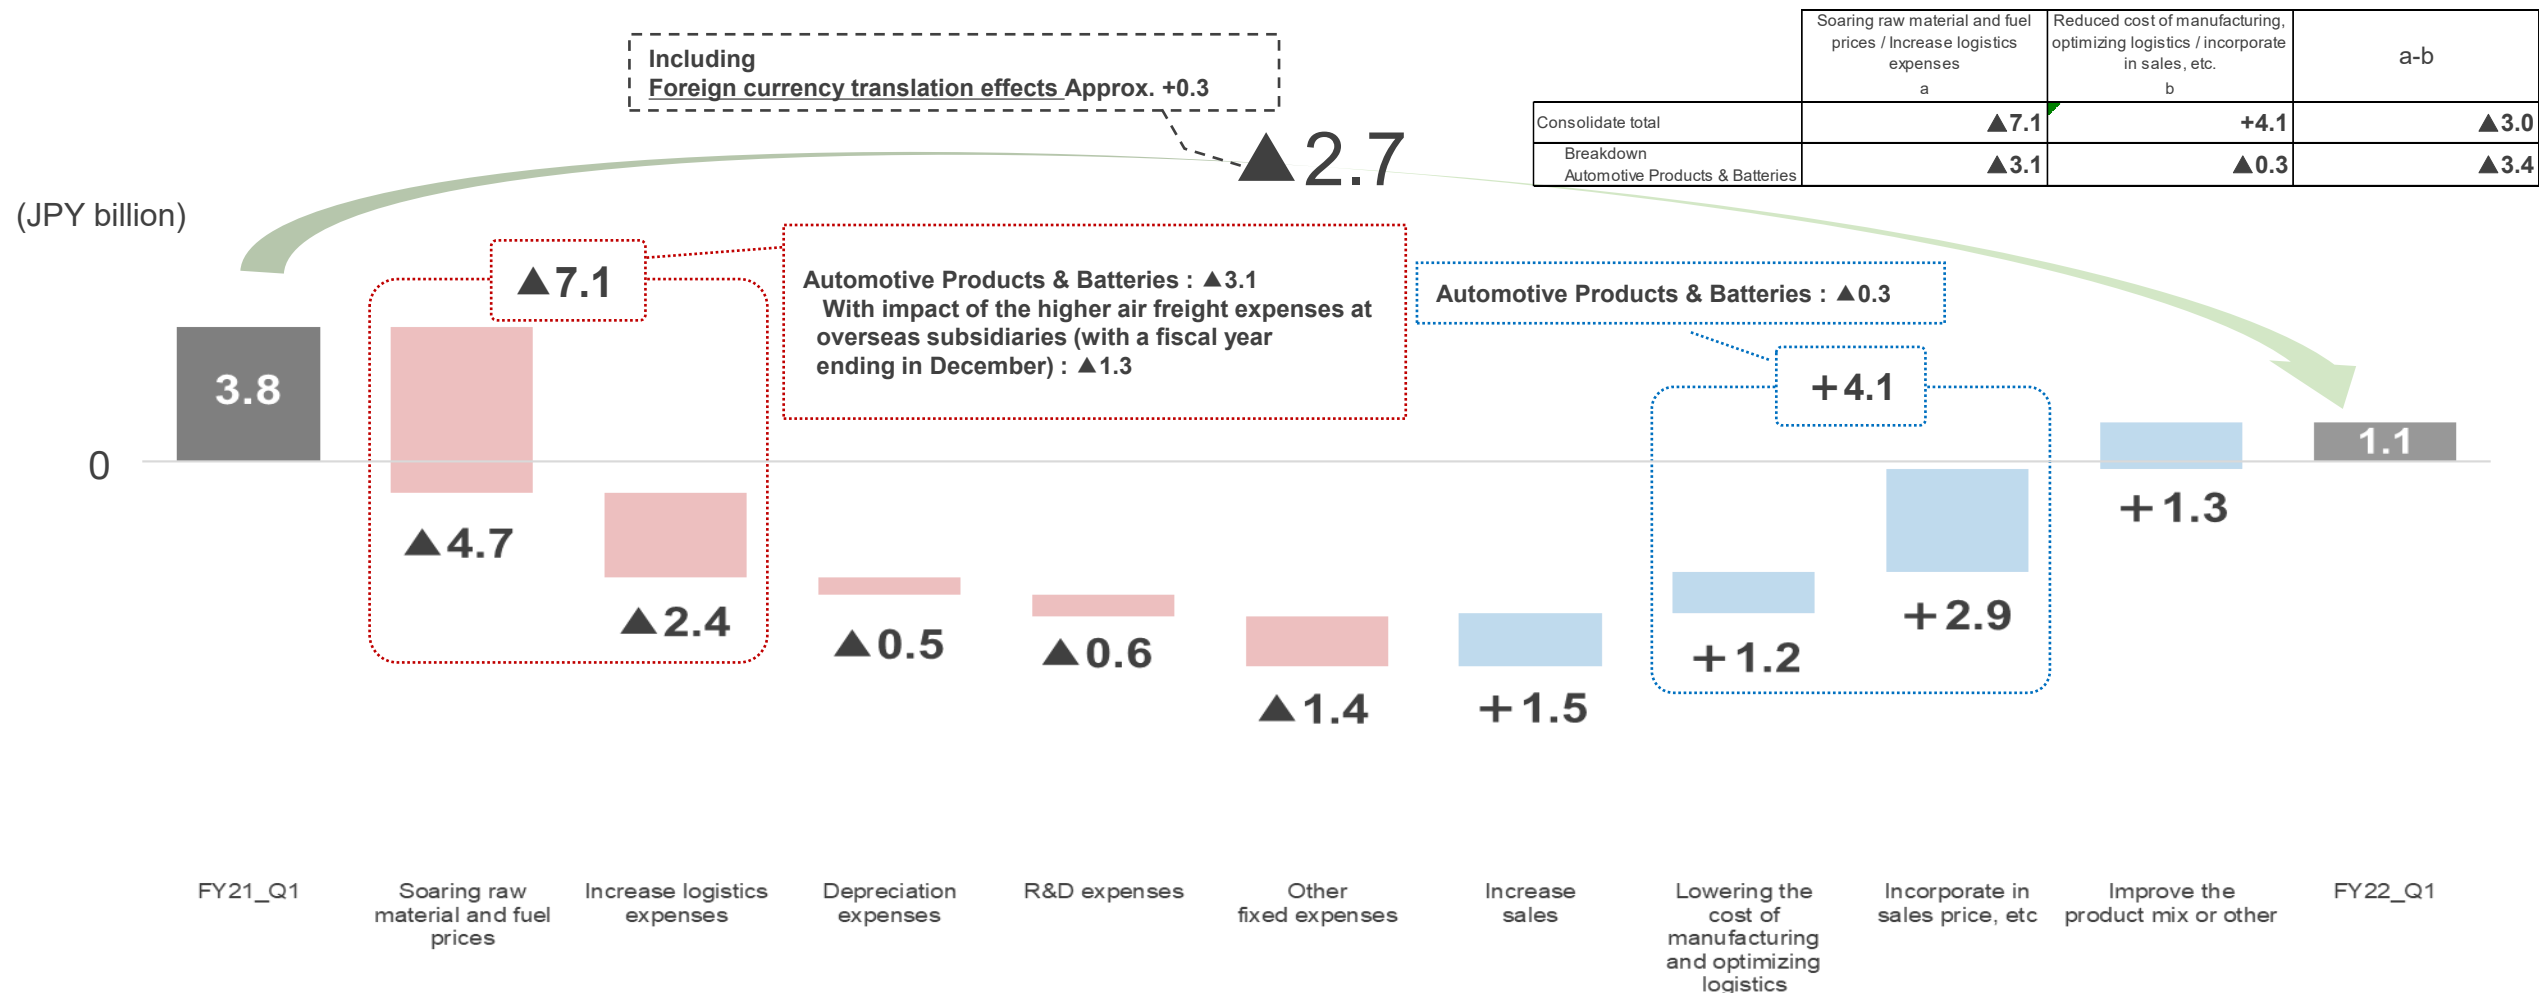 Including
Foreign currency translation effects Approx. +0.3
▲2.7
(JPY billion)
Soaring raw material and fuel
prices / Increase logistics
expenses
a
Reduced cost of manufacturing,
optimizing logistics / incorporate
in sales, etc.
b
a-b
Consolidate total
▲7.1
+4.1
▲3.0
Breakdown
Automotive Products & Batteries
▲3.1
▲0.3
▲3.4
▲7.1
Automotive Products & Batteries : ▲3.1
With impact of the higher air freight expenses at
overseas subsidiaries (with a fiscal year
ending in December) : ▲1.3
Automotive Products & Batteries : ▲0.3
+4.1
0
3.8
▲4.7
▲2.4
▲0.5
▲0.6
▲1.4
+1.5
+1.2
+2.9
+1.3
1.1
FY21_Q1
Soaring raw
material and fuel
prices
Increase logistics
expenses
Depreciation
expenses
R&D expenses
Other
fixed expenses
Increase
sales
Lowering the
cost of
manufacturing
and optimizing
logistics
Incorporate in
sales price, etc
Improve the
product mix or other
FY22_Q1